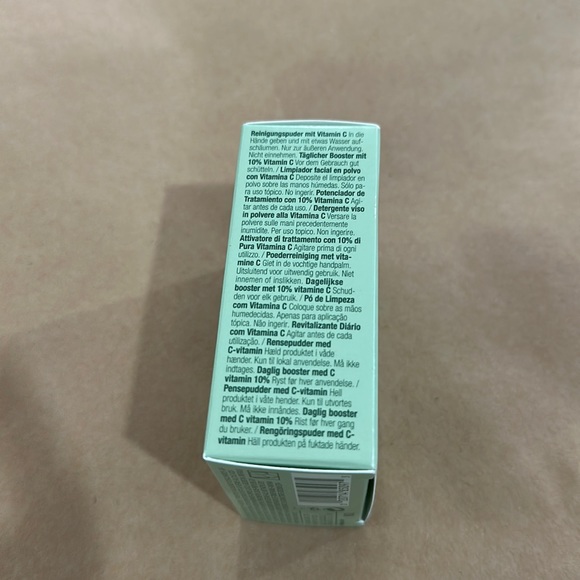 Reinigungspuder mit Vitamin C In die
Hände geben und mit etwas Wasser auf-
schäumen. Nur zur äußeren Anwendung.
Nicht einnehmen. Täglicher Booster mit
10% Vitamin C Vor dem Gebrauch gut
schütteln. / Limpiador facial en polvo
con Vitamina C Deposite el limpiador en
polvo sobre las manos húmedas. Sólo pa-
ra uso tópico. No ingerir. Potenciador de
Tratamiento con 10% Vitamina C Agi-
tar antes de cada uso. / Detergente viso
in polvere alla Vitamina C Versare la
polvere sulle mani precedentemente
inumidite. Per uso topico. Non ingerire.
Attivatore di trattamento con 10% di
Pura Vitamina C Agitare prima di ogni
utilizzo. / Poederreiniging met vita-
mine C Giet in de vochtige handpalm.
Uitsluitend voor uitwendig gebruik. Niet
innemen of inslikken. Dagelijkse
booster met 10% vitamine C Schud-
den voor elk gebruik. / Pó de Limpeza
com Vitamina C Coloque sobre as mãos
humedecidas. Apenas para aplicação
tópica. Não ingerir. Revitalizante Diário
com Vitamina C Agitar antes de cada
utilização. / Rensepudder med
C-vitamin Hæld produktet i våde
hænder. Kun til lokal anvendelse. Må ikke
indtages. Daglig booster med C
vitamin 10% Ryst før hver anvendelse. /
Pensepudder med C-vitamin Hell
produktet i våte hender. Kun til utvortes
bruk. Må ikke innåndes. Daglig booster
med C vitamin 10% Rist før hver gang
du bruker. / Rengöringspuder med C-
vitamin Häll produkten på fuktade händer.